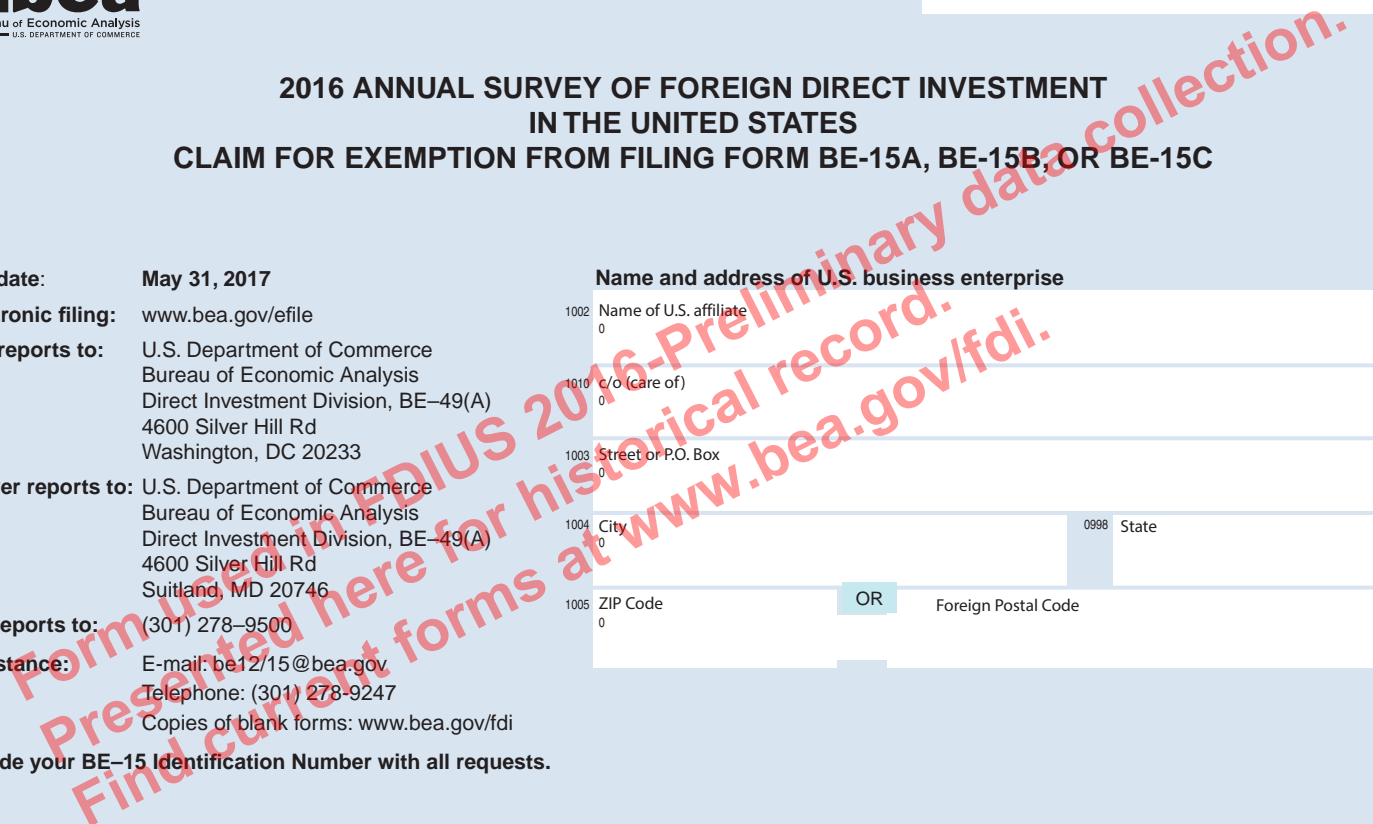 of Economic Analysis
U.S. DEPARTMENT OF COMMERCE
2016 ANNUAL SURVEY OF FOREIGN DIRECT INVESTMENT
IN THE UNITED STATES
CLAIM FOR EXEMPTION FROM FILING FORM BE-15A, BE-15B, OR BE-15C
date: May 31, 2017
ronic filing: www.bea.gov/efile
reports to: U.S. Department of Commerce
Bureau of Economic Analysis
Direct Investment Division, BE–49(A)
4600 Silver Hill Rd
Washington, DC 20233
er reports to: U.S. Department of Commerce
Bureau of Economic Analysis
Direct Investment Division, BE–49(A)
4600 Silver Hill Rd
Suitland, MD 20746
eports to: (301) 278–9500
stance: E-mail: be12/15@bea.gov
Telephone: (301) 278-9247
Copies of blank forms: www.bea.gov/fdi
de your BE–15 Identification Number with all requests.
Name and address of U.S. business enterprise
1002 Name of U.S. affiliate
0
1010 c/o (care of)
0
1003 Street or P.O. Box
0
1004 City
0
0998 State
1005 ZIP Code
0
OR
Foreign Postal Code
Form used in FDIUS 2016-Preliminary data collection.
Presented here for historical record.
Find current forms at www.bea.gov/fdi.